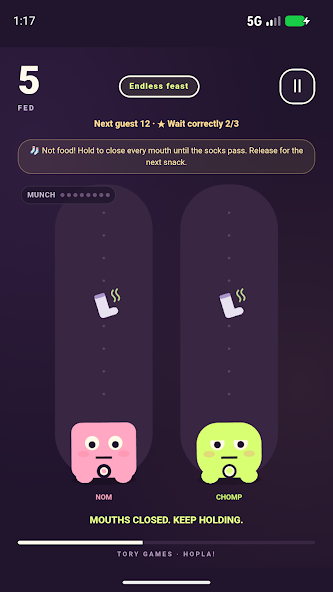 1:17
5G
5
FED
Endless feast
Next guest 12 · ★ Wait correctly 2/3
🧦 Not food! Hold to close every mouth until the socks pass. Release for the
next snack.
MUNCH
NOM
CHOMP
MOUTHS CLOSED. KEEP HOLDING.
TORY GAMES · HOPLA!